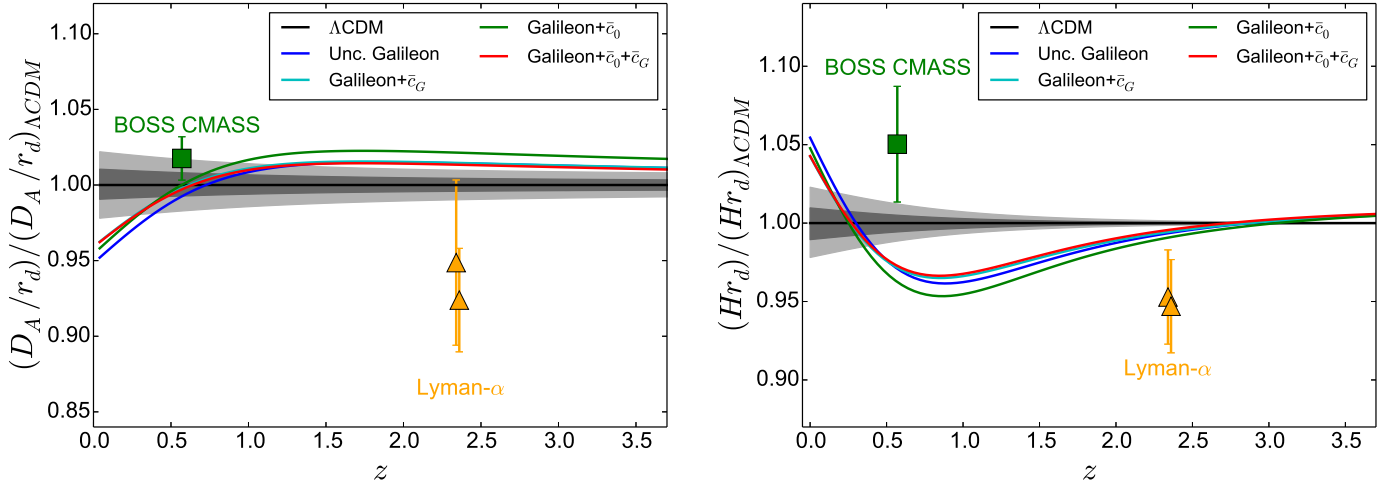 ΛCDM
Unc. Galileon
Galileon+c̄_G
Galileon+c̄_0
Galileon+c̄_0+c̄_G
BOSS CMASS
Lyman-α
(D_A/r_d)/(D_A/r_d)_ΛCDM
1.10
1.05
1.00
0.95
0.90
0.85
0.0 0.5 1.0 1.5 2.0 2.5 3.0 3.5
z
ΛCDM
Unc. Galileon
Galileon+c̄_G
Galileon+c̄_0
Galileon+c̄_0+c̄_G
BOSS CMASS
Lyman-α
(Hr_d)/(Hr_d)_ΛCDM
1.10
1.05
1.00
0.95
0.90
0.0 0.5 1.0 1.5 2.0 2.5 3.0 3.5
z